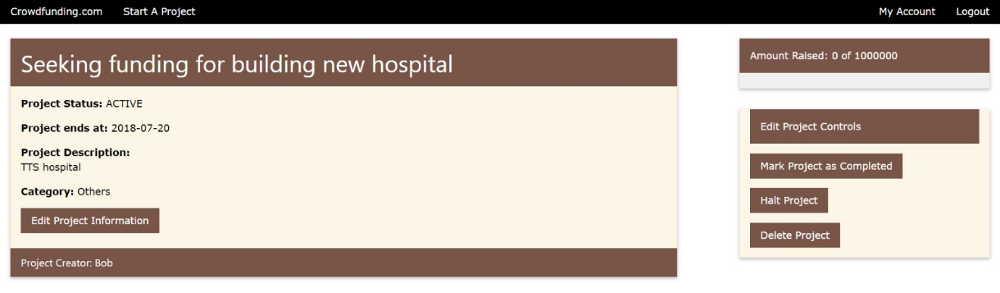 Crowdfunding.com Start A Project My Account Logout
Seeking funding for building new hospital
Project Status: ACTIVE
Project ends at: 2018-07-20
Project Description:
TTS hospital
Category: Others
Edit Project Information
Project Creator: Bob
Amount Raised: 0 of 1000000
Edit Project Controls
Mark Project as Completed
Halt Project
Delete Project